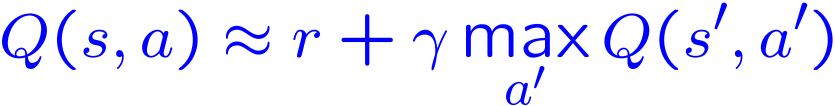 Q(s, a) ≈ r + γ max Q(s′, a′)
a′